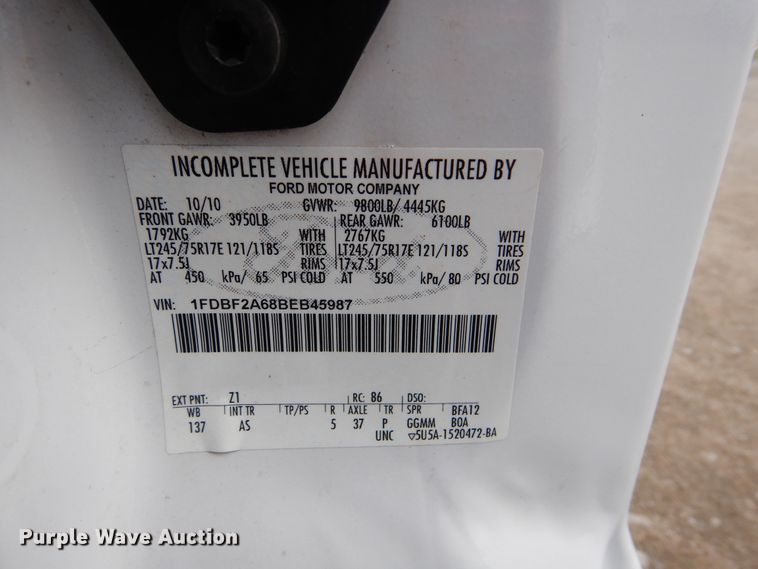 INCOMPLETE VEHICLE MANUFACTURED BY
FORD MOTOR COMPANY
DATE: 10/10 GVWR: 9800LB/ 4445KG
FRONT GAWR: 3950LB REAR GAWR: 6100LB
1792KG WITH 2767KG WITH
LT245/75R17E 121/118S TIRES LT245/75R17E 121/118S TIRES
17x7.5J RIMS 17x7.5J RIMS
AT 450 kPa/ 65 PSI COLD AT 550 kPa/ 80 PSI COLD
VIN: 1FDBF2A68BEB45987
EXT PNT: Z1 RC: 86 DSO:
WB INT TR TP/PS R AXLE TR SPR BFA12
137 AS 5 37 P GGMM BOA
UNC ▽5U5A-1520472-BA
Purple Wave Auction